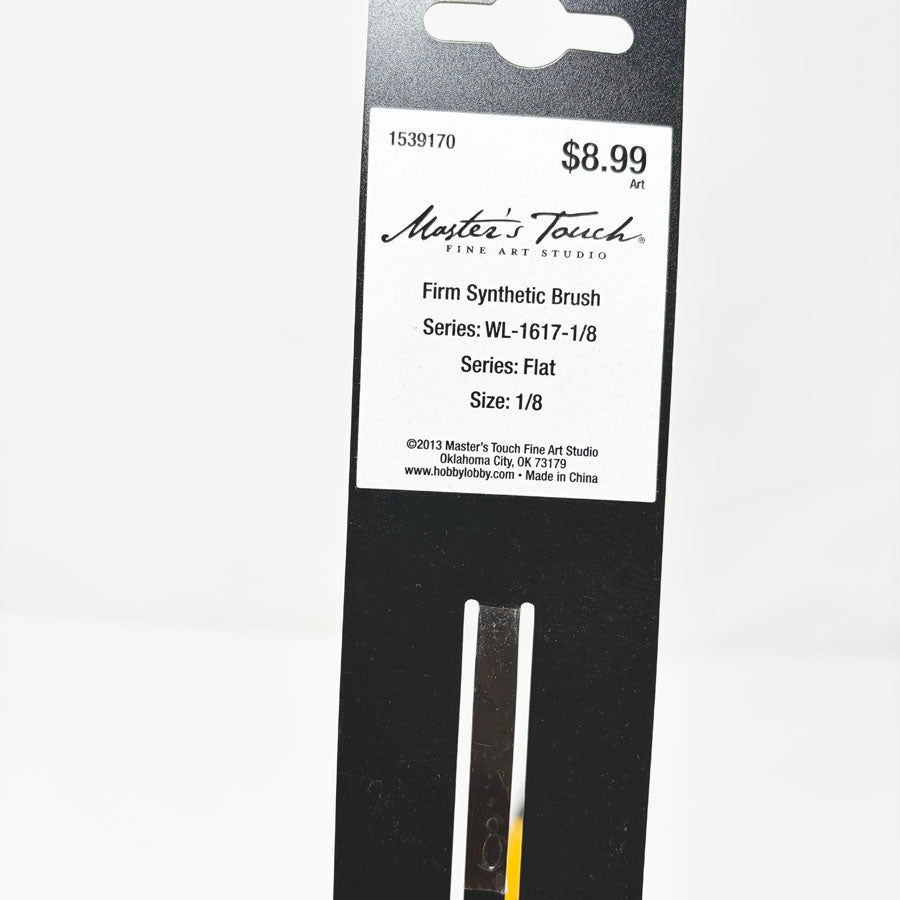 1539170
$8.99
Art
Master's Touch®
FINE ART STUDIO
Firm Synthetic Brush
Series: WL-1617-1/8
Series: Flat
Size: 1/8
©2013 Master's Touch Fine Art Studio
Oklahoma City, OK 73179
www.hobbylobby.com • Made in China